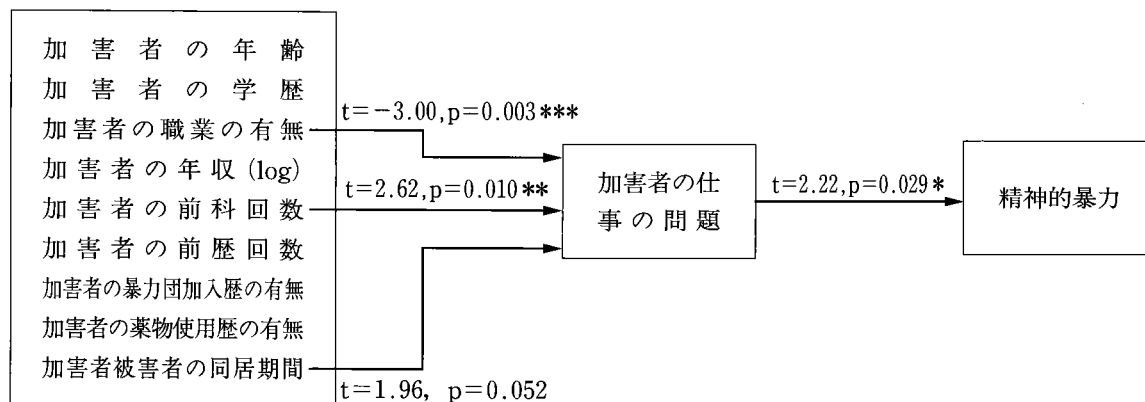 加害者の年齢
加害者の学歴
加害者の職業の有無
加害者の年収(log)
加害者の前科回数
加害者の前歴回数
加害者の暴力団加入歴の有無
加害者の薬物使用歴の有無
加害者被害者の同居期間
t=-3.00,p=0.003***
t=2.62,p=0.010**
t=1.96, p=0.052
加害者の仕
事の問題
t=2.22,p=0.029*
精神的暴力